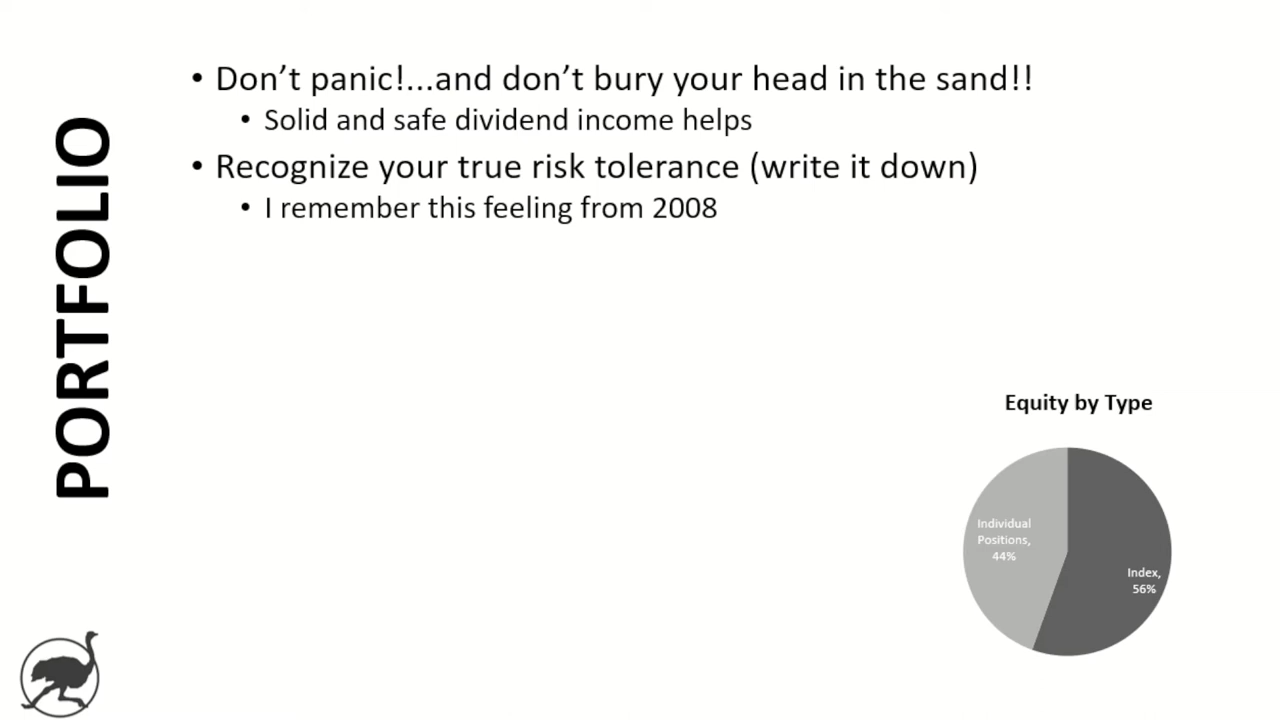 PORTFOLIO
• Don’t panic!...and don’t bury your head in the sand!!
• Solid and safe dividend income helps
• Recognize your true risk tolerance (write it down)
• I remember this feeling from 2008
Equity by Type
Individual
Positions,
44%
Index,
56%